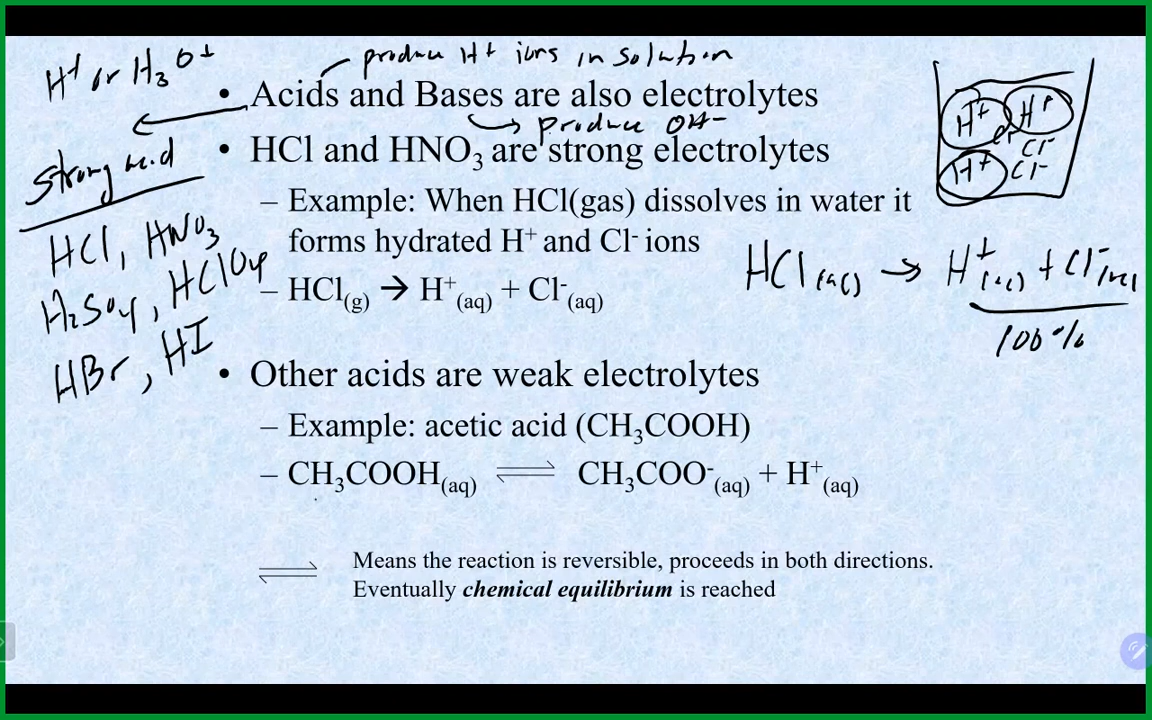 produce H⁺ ions in solution
H⁺ or H₃O⁺
• Acids and Bases are also electrolytes
produce OH⁻
• HCl and HNO₃ are strong electrolytes
strong acid
HCl, HNO₃
H₂SO₄, HClO₄
HBr, HI
– Example: When HCl(gas) dissolves in water it
forms hydrated H⁺ and Cl⁻ ions
– HCl(g) → H⁺(aq) + Cl⁻(aq)
H⁺ H⁺
Cl⁻ Cl⁻
H⁺ Cl⁻
HCl(aq) → H⁺(aq) + Cl⁻(aq)
100%
• Other acids are weak electrolytes
– Example: acetic acid (CH₃COOH)
– CH₃COOH(aq) ⇌ CH₃COO⁻(aq) + H⁺(aq)
⇌ Means the reaction is reversible, proceeds in both directions.
Eventually chemical equilibrium is reached